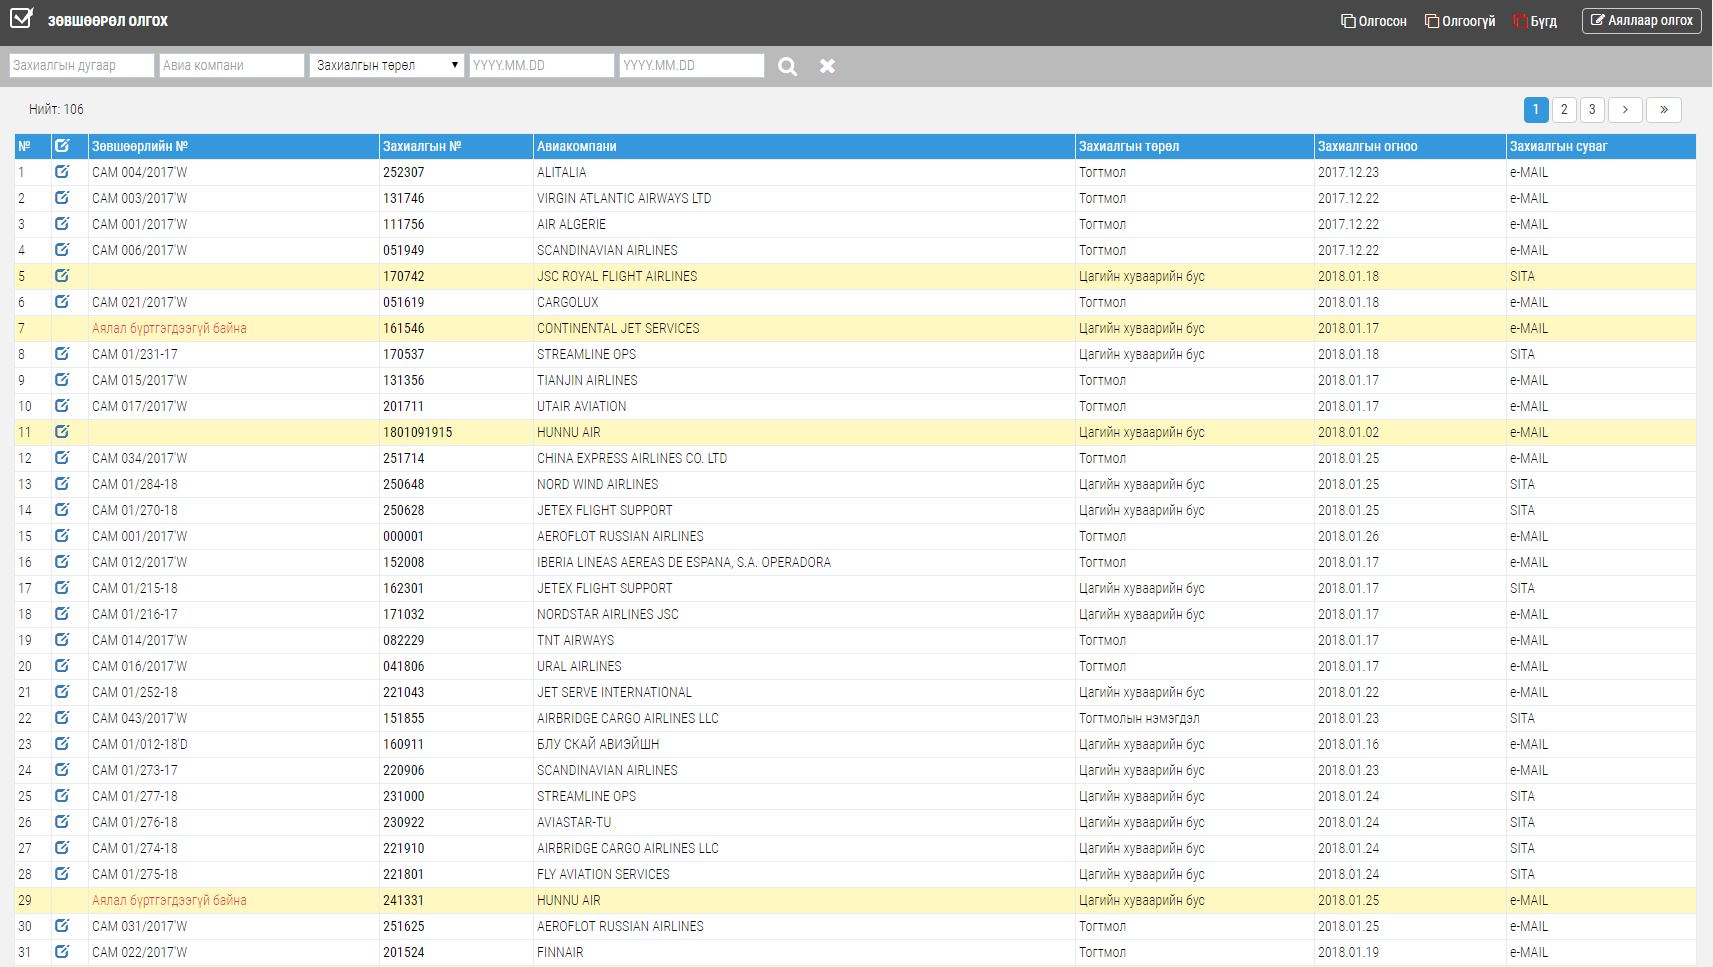 ЗӨВШӨӨРӨЛ ОЛГОХ Олгосон Олгоогүй Бүгд Аяллаар олгох
Захиалгын дугаар Авиа компани Захиалгын төрөл YYYY.MM.DD YYYY.MM.DD
Нийт: 106 1 2 3 › »
№ Зөвшөөрлийн № Захиалгын № Авиакомпани Захиалгын төрөл Захиалгын огноо Захиалгын суваг
1 CAM 004/2017'W 252307 ALITALIA Тогтмол 2017.12.23 e-MAIL
2 CAM 003/2017'W 131746 VIRGIN ATLANTIC AIRWAYS LTD Тогтмол 2017.12.22 e-MAIL
3 CAM 001/2017'W 111756 AIR ALGERIE Тогтмол 2017.12.22 e-MAIL
4 CAM 006/2017'W 051949 SCANDINAVIAN AIRLINES Тогтмол 2017.12.22 e-MAIL
5 170742 JSC ROYAL FLIGHT AIRLINES Цагийн хуваарийн бус 2018.01.18 SITA
6 CAM 021/2017'W 051619 CARGOLUX Тогтмол 2018.01.18 e-MAIL
7 Аялал бүртгэгдээгүй байна 161546 CONTINENTAL JET SERVICES Цагийн хуваарийн бус 2018.01.17 e-MAIL
8 CAM 01/231-17 170537 STREAMLINE OPS Цагийн хуваарийн бус 2018.01.18 SITA
9 CAM 015/2017'W 131356 TIANJIN AIRLINES Тогтмол 2018.01.17 e-MAIL
10 CAM 017/2017'W 201711 UTAIR AVIATION Тогтмол 2018.01.17 e-MAIL
11 1801091915 HUNNU AIR Цагийн хуваарийн бус 2018.01.02 e-MAIL
12 CAM 034/2017'W 251714 CHINA EXPRESS AIRLINES CO. LTD Тогтмол 2018.01.25 e-MAIL
13 CAM 01/284-18 250648 NORD WIND AIRLINES Цагийн хуваарийн бус 2018.01.25 SITA
14 CAM 01/270-18 250628 JETEX FLIGHT SUPPORT Цагийн хуваарийн бус 2018.01.25 SITA
15 CAM 001/2017'W 000001 AEROFLOT RUSSIAN AIRLINES Тогтмол 2018.01.26 e-MAIL
16 CAM 012/2017'W 152008 IBERIA LINEAS AEREAS DE ESPANA, S.A. OPERADORA Тогтмол 2018.01.17 e-MAIL
17 CAM 01/215-18 162301 JETEX FLIGHT SUPPORT Цагийн хуваарийн бус 2018.01.17 SITA
18 CAM 01/216-17 171032 NORDSTAR AIRLINES JSC Цагийн хуваарийн бус 2018.01.17 e-MAIL
19 CAM 014/2017'W 082229 TNT AIRWAYS Тогтмол 2018.01.17 e-MAIL
20 CAM 016/2017'W 041806 URAL AIRLINES Тогтмол 2018.01.17 e-MAIL
21 CAM 01/252-18 221043 JET SERVE INTERNATIONAL Цагийн хуваарийн бус 2018.01.22 e-MAIL
22 CAM 043/2017'W 151855 AIRBRIDGE CARGO AIRLINES LLC Тогтмолын нэмэгдэл 2018.01.23 SITA
23 CAM 01/012-18'D 160911 БЛУ СКАЙ АВИЭЙШН Цагийн хуваарийн бус 2018.01.16 e-MAIL
24 CAM 01/273-17 220906 SCANDINAVIAN AIRLINES Цагийн хуваарийн бус 2018.01.23 e-MAIL
25 CAM 01/277-18 231000 STREAMLINE OPS Цагийн хуваарийн бус 2018.01.24 SITA
26 CAM 01/276-18 230922 AVIASTAR-TU Цагийн хуваарийн бус 2018.01.24 SITA
27 CAM 01/274-18 221910 AIRBRIDGE CARGO AIRLINES LLC Цагийн хуваарийн бус 2018.01.24 SITA
28 CAM 01/275-18 221801 FLY AVIATION SERVICES Цагийн хуваарийн бус 2018.01.24 SITA
29 Аялал бүртгэгдээгүй байна 241331 HUNNU AIR Цагийн хуваарийн бус 2018.01.25 e-MAIL
30 CAM 031/2017'W 251625 AEROFLOT RUSSIAN AIRLINES Тогтмол 2018.01.25 e-MAIL
31 CAM 022/2017'W 201524 FINNAIR Тогтмол 2018.01.19 e-MAIL